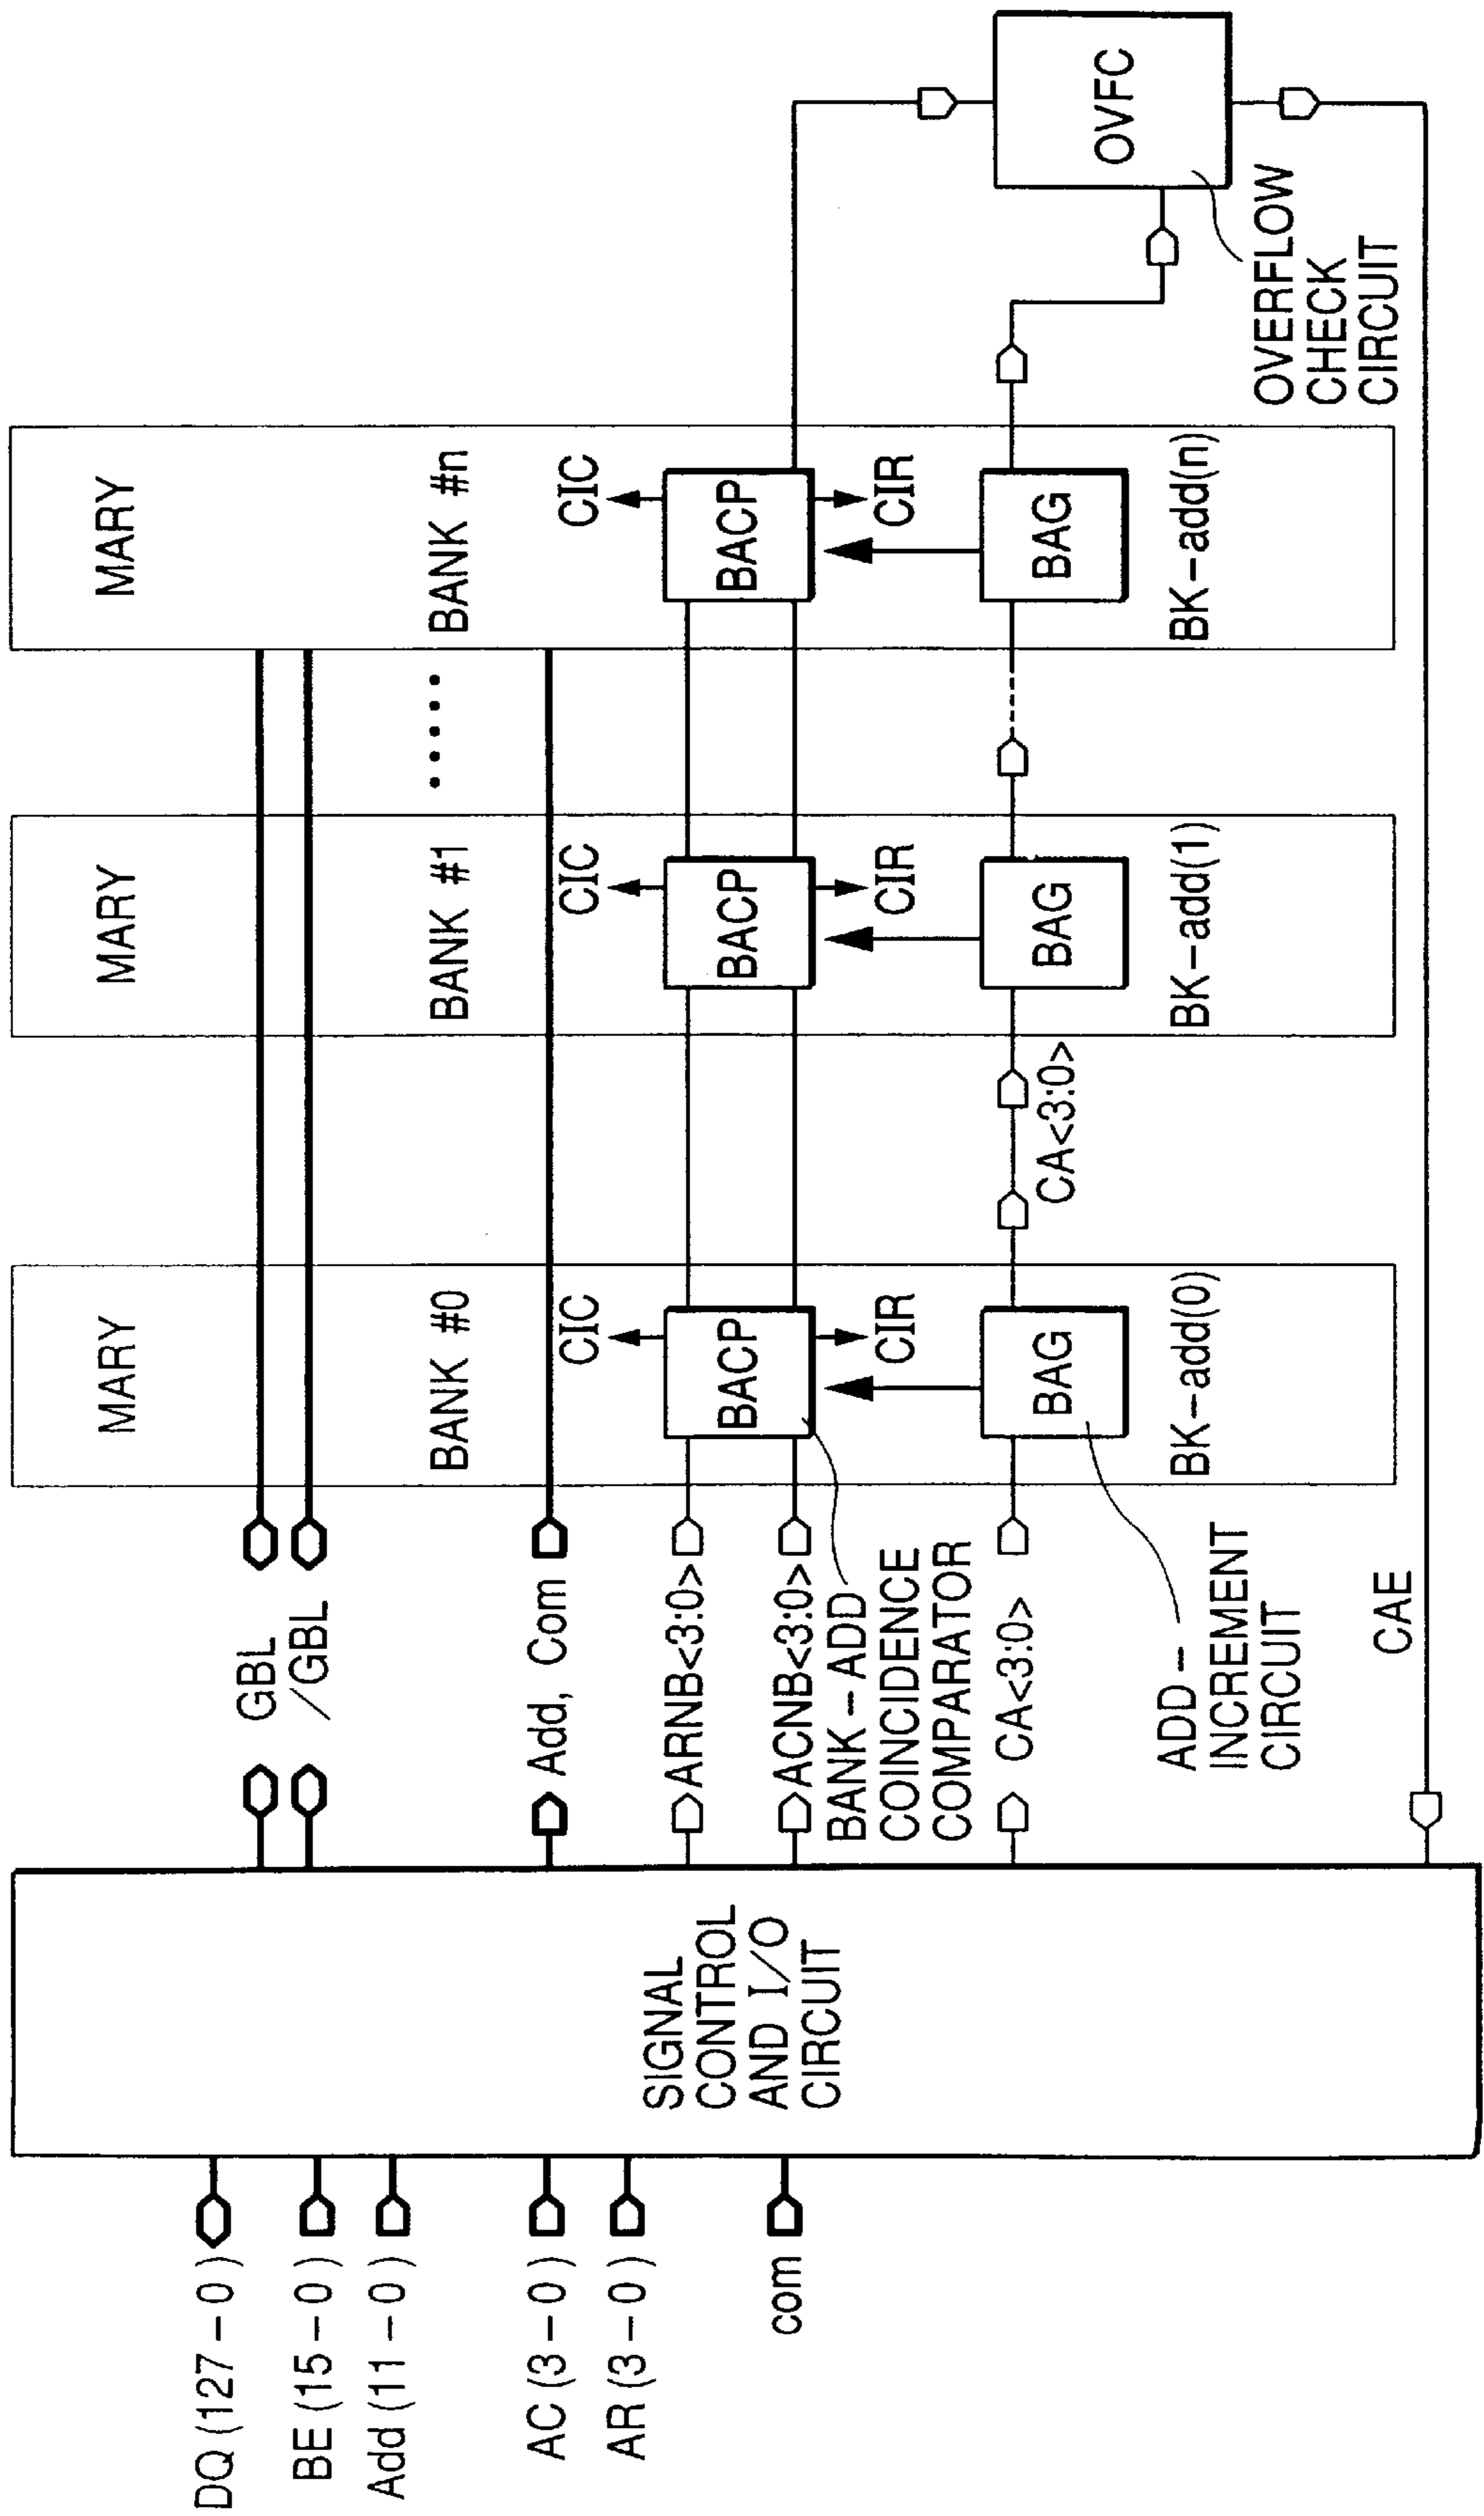 DQ (127-0)
BE (15-0)
Add (11-0)
AC (3-0)
AR (3-0)
com
SIGNAL
CONTROL
AND I/O
CIRCUIT
GBL
/GBL
Add, Com
ARNB<3:0>
ACNB<3:0>
BANK-ADD
COINCIDENCE
COMPARATOR
CA<3:0>
ADD-
INCREMENT
CIRCUIT
CAE
MARY
BANK #0
CIC
BACP
CIR
BAG
BK-add(0)
CA<3:0>
MARY
BANK #1
CIC
BACP
CIR
BAG
BK-add(1)
MARY
BANK #n
CIC
BACP
CIR
BAG
BK-add(n)
OVFC
OVERFLOW
CHECK
CIRCUIT